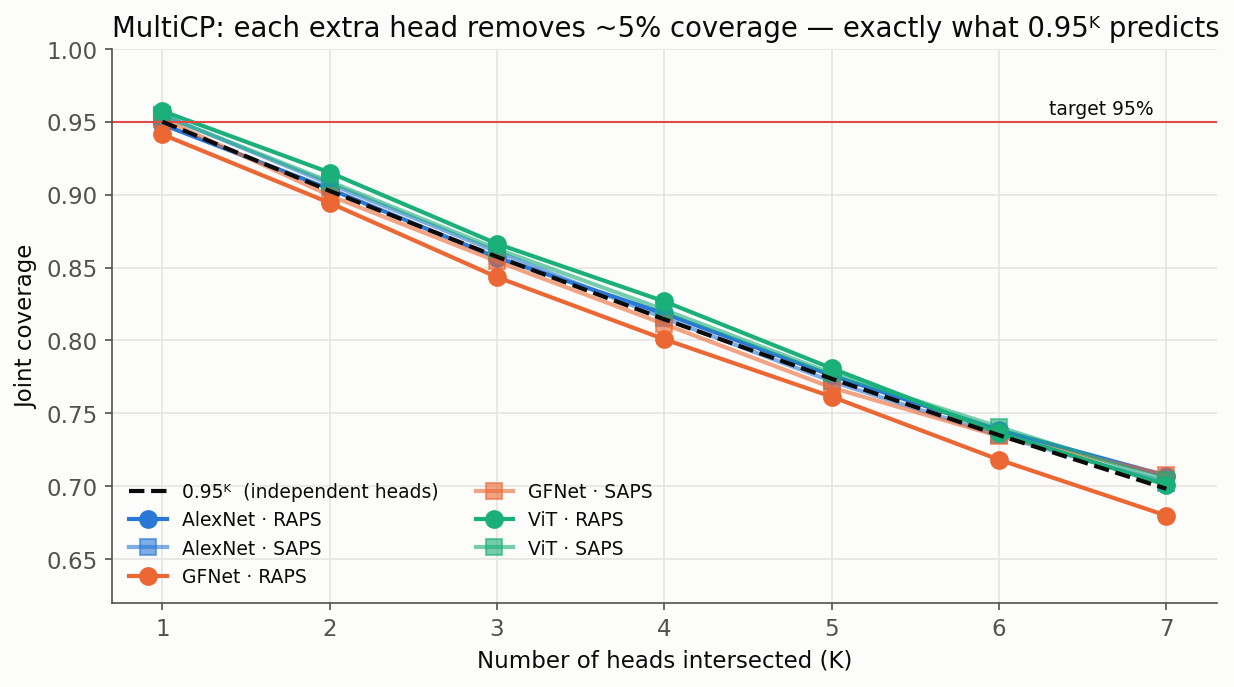 MultiCP: each extra head removes ~5% coverage — exactly what 0.95ᴷ predicts
1.00
0.95
0.90
0.85
0.80
0.75
0.70
0.65
Joint coverage
target 95%
0.95ᴷ (independent heads)
AlexNet · RAPS
AlexNet · SAPS
GFNet · RAPS
GFNet · SAPS
ViT · RAPS
ViT · SAPS
1 2 3 4 5 6 7
Number of heads intersected (K)